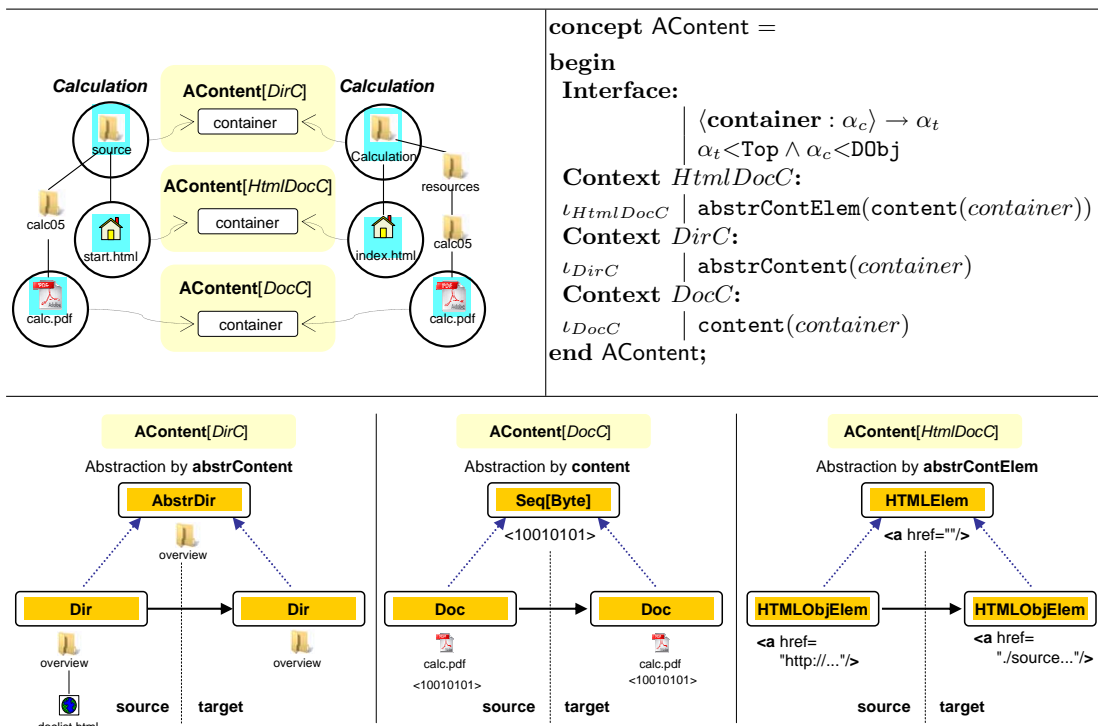 Calculation
AContent[DirC]
container
Calculation
source
Calculation
AContent[HtmlDocC]
container
resources
calc05
start.html
index.html
calc05
AContent[DocC]
container
calc.pdf
calc.pdf
concept AContent =
begin
Interface:
⟨container : α_c⟩ → α_t
α_t<Top ∧ α_c<DObj
Context HtmlDocC:
ι_HtmlDocC | abstrContElem(content(container))
Context DirC:
ι_DirC | abstrContent(container)
Context DocC:
ι_DocC | content(container)
end AContent;
AContent[DirC]
Abstraction by abstrContent
AbstrDir
overview
Dir
Dir
overview
overview
source target
AContent[DocC]
Abstraction by content
Seq[Byte]
<10010101>
Doc
Doc
calc.pdf
<10010101>
calc.pdf
<10010101>
source target
AContent[HtmlDocC]
Abstraction by abstrContElem
HTMLElem
<a href=""/>
HTMLObjElem
HTMLObjElem
<a href=
"http://..."/>
<a href=
"./source..."/>
source target